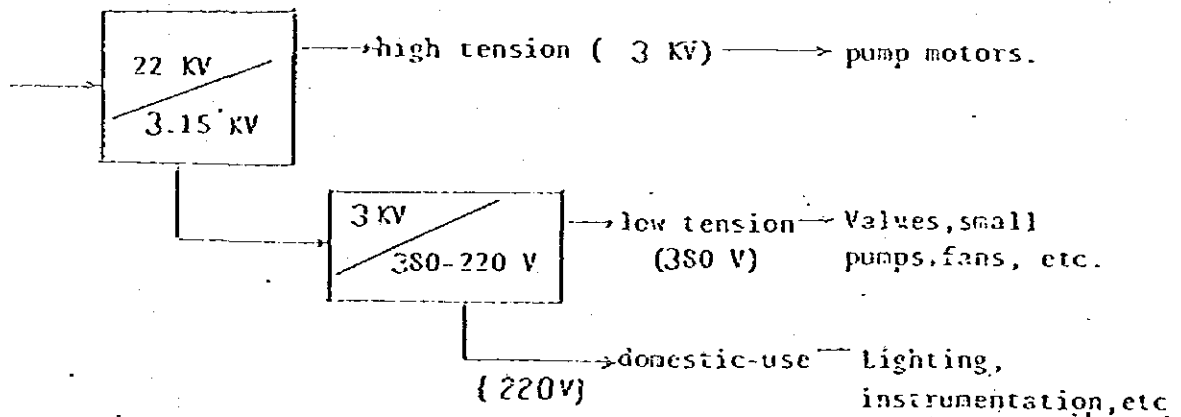 22 KV
3.15 KV
high tension ( 3 KV)
pump motors.
3 KV
380-220 V
low tension
(380 V)
Values,small
pumps,fans, etc.
domestic-use
(220V)
Lighting,
instrumentation,etc